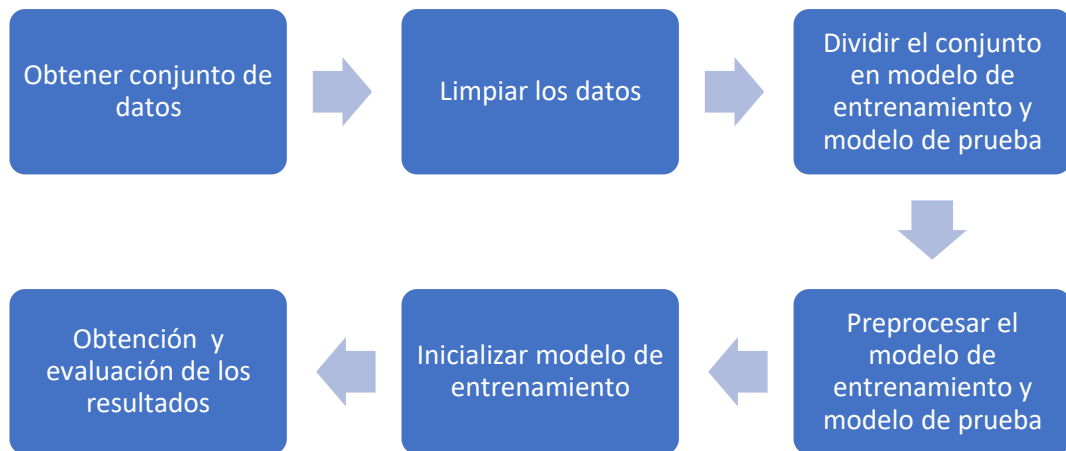 Obtener conjunto de
datos
Limpiar los datos
Dividir el conjunto
en modelo de
entrenamiento y
modelo de prueba
Preprocesar el
modelo de
entrenamiento y
modelo de prueba
Inicializar modelo de
entrenamiento
Obtención y
evaluación de los
resultados